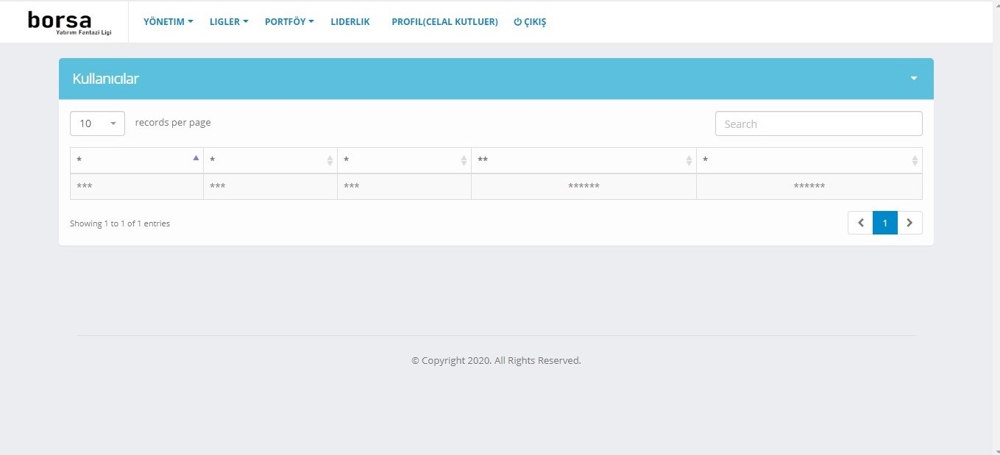 borsa
Yatırım Fantazi Ligi
YÖNETIM LIGLER PORTFÖY LIDERLIK PROFIL(CELAL KUTLUER) ÇIKIŞ
Kullanıcılar
10 records per page Search
* * * ** *
*** *** *** ****** ******
Showing 1 to 1 of 1 entries 1
© Copyright 2020. All Rights Reserved.